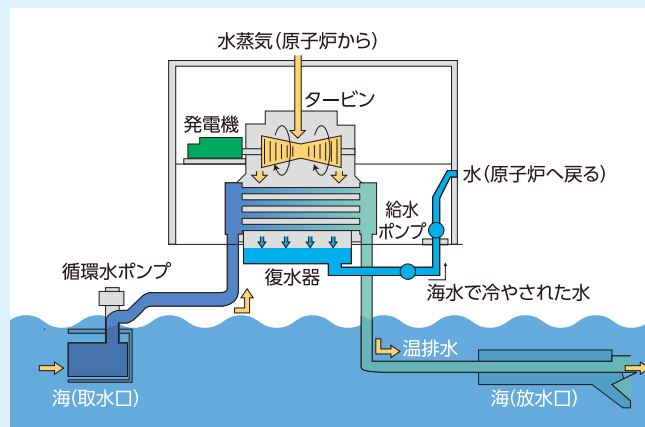 水蒸気(原子炉から)
タービン
発電機
水(原子炉へ戻る)
給水
ポンプ
循環水ポンプ
復水器
海水で冷やされた水
温排水
海(取水口)
海(放水口)